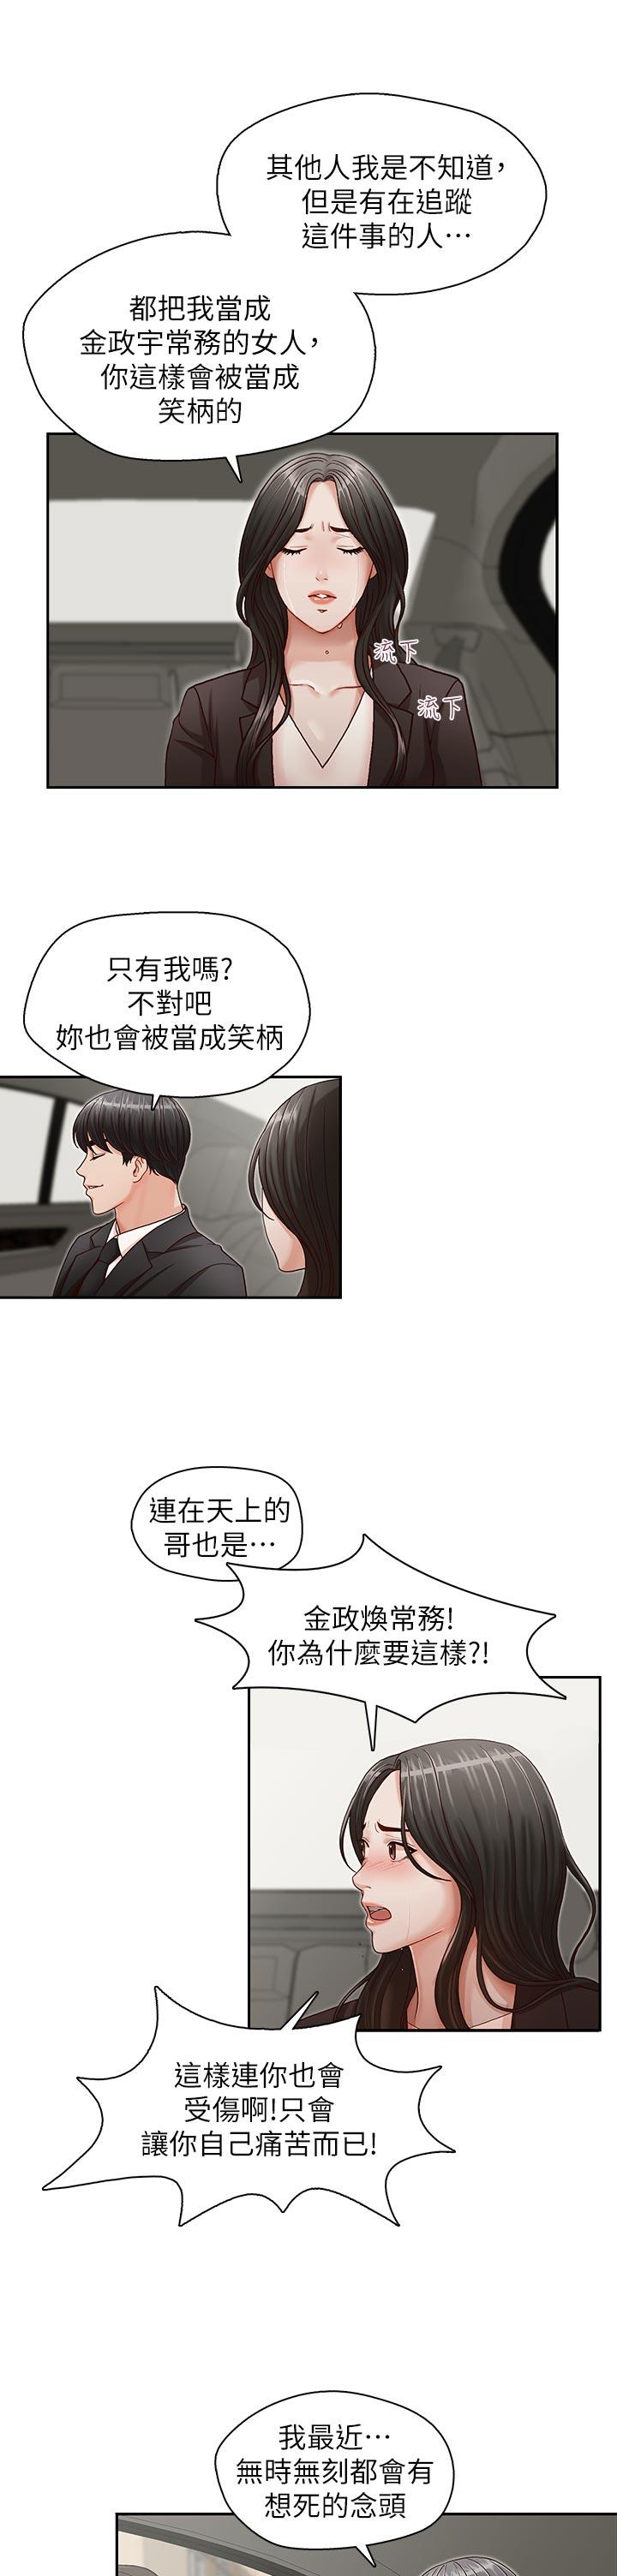 其他人我是不知道，
但是有在追蹤
這件事的人…
都把我當成
金政宇常務的女人，
你這樣會被當成
笑柄的
流下
流下
只有我嗎？
不對吧
妳也會被當成笑柄
連在天上的
哥也是…
金政煥常務！
你為什麼要這樣？！
這樣連你也會
受傷啊！只會
讓你自己痛苦而已！
我最近…
無時無刻都會有
想死的念頭